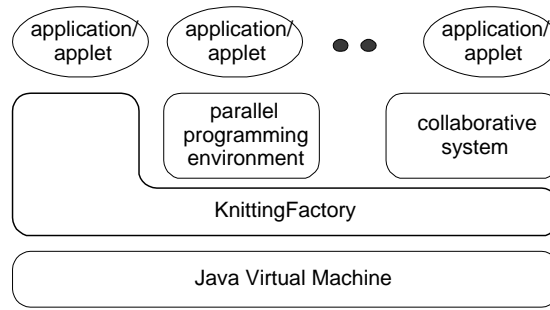 application/
applet
application/
applet
application/
applet
parallel
programming
environment
collaborative
system
KnittingFactory
Java Virtual Machine